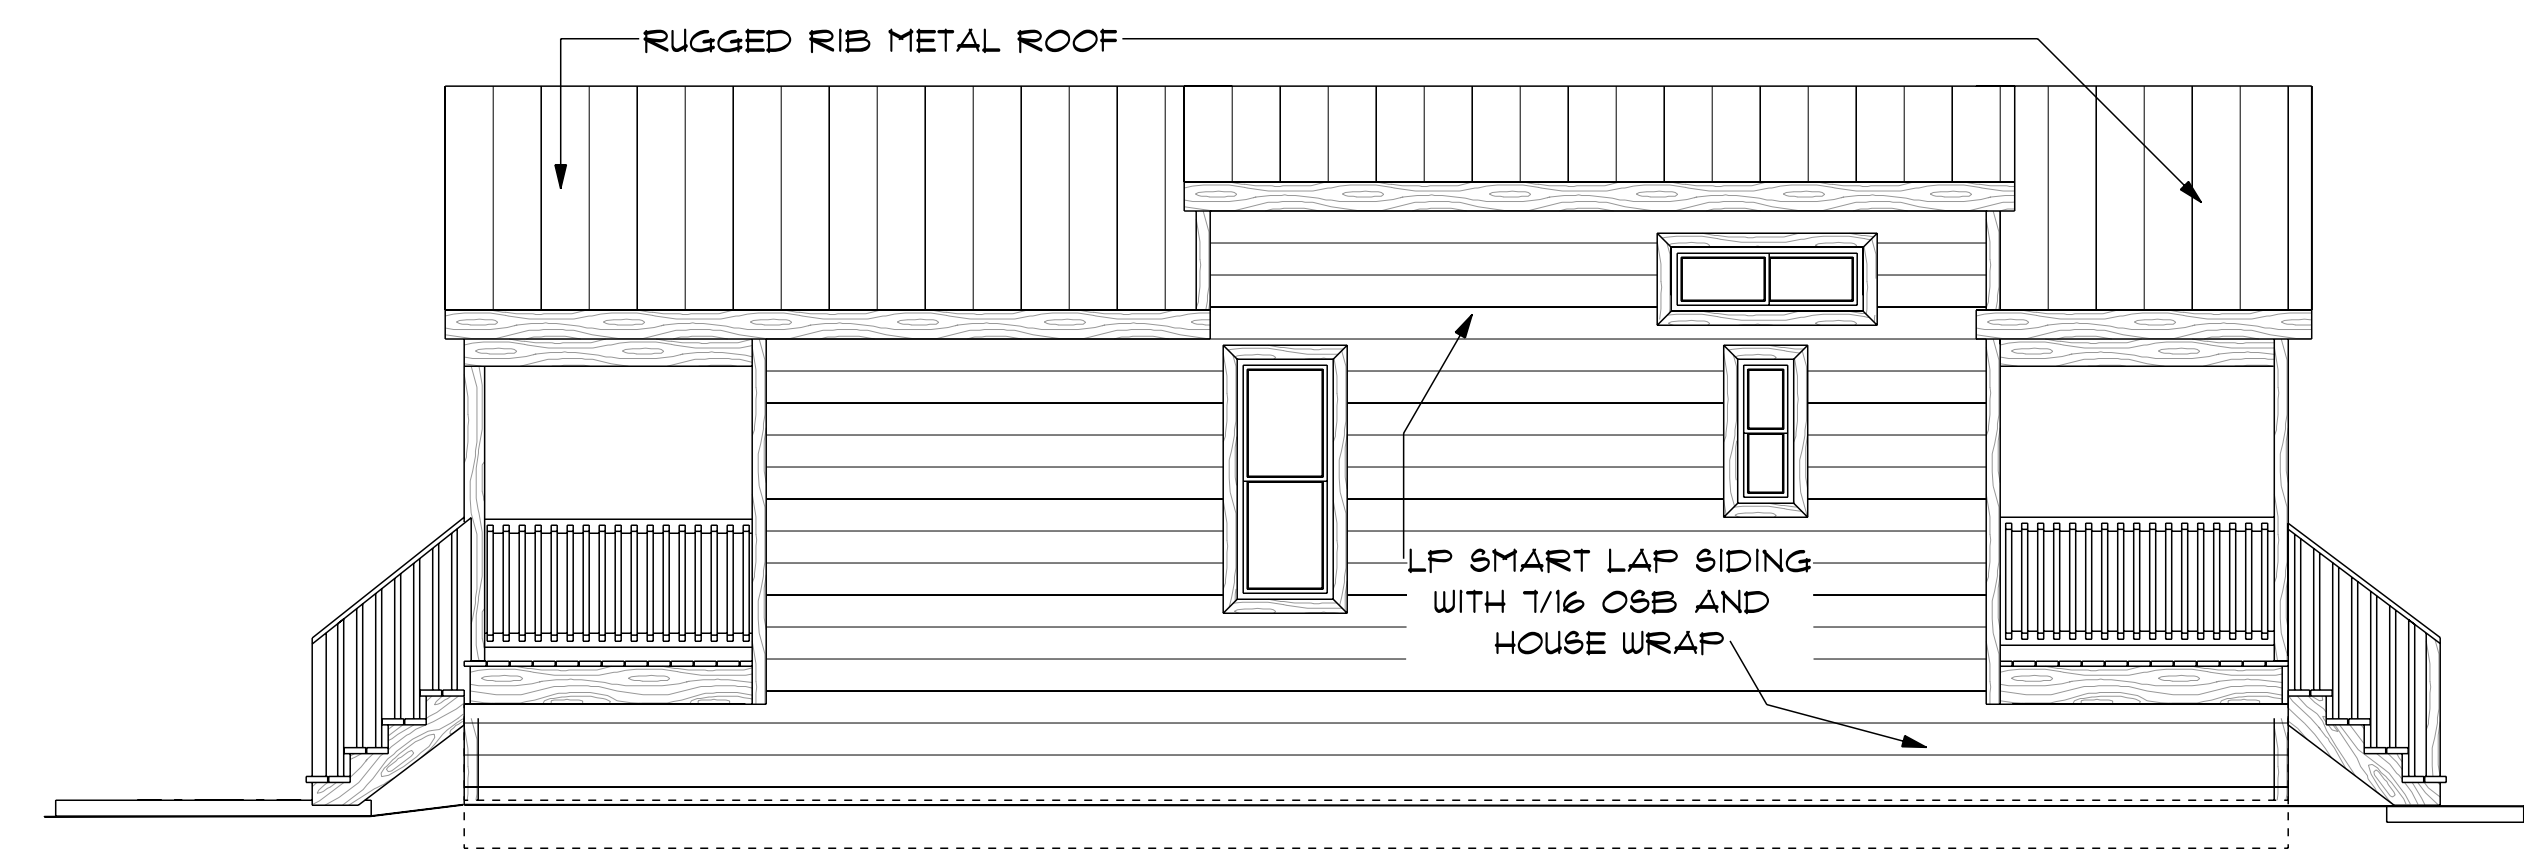 RUGGED RIB METAL ROOF
LP SMART LAP SIDING
WITH 7/16 OSB AND
HOUSE WRAP